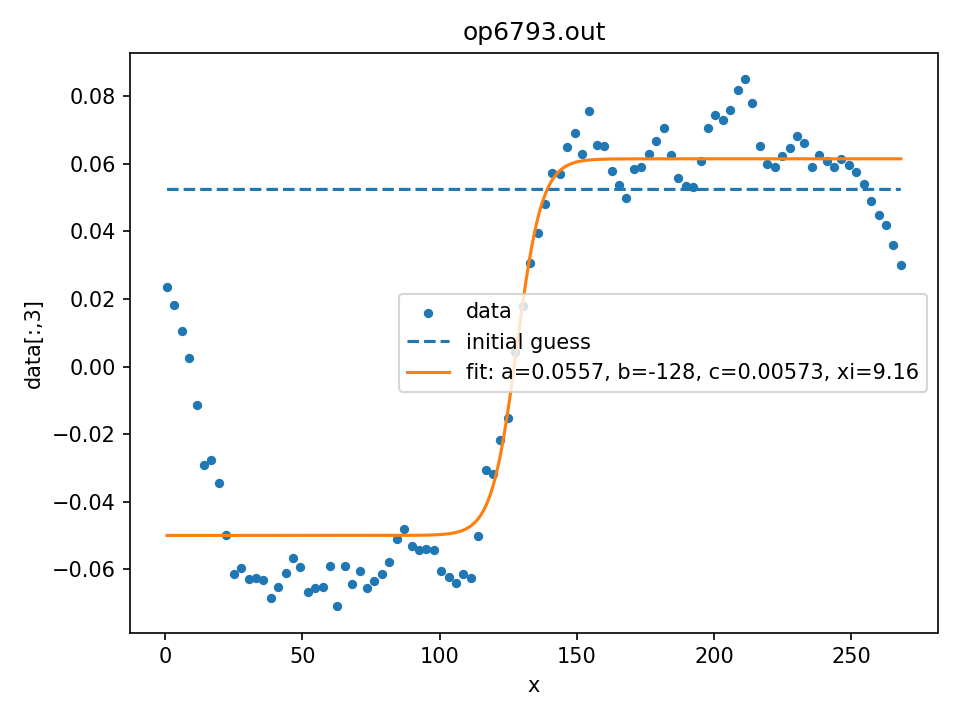 op6793.out
0.08
0.06
0.04
0.02
0.00
−0.02
−0.04
−0.06
data[:,3]
data
initial guess
fit: a=0.0557, b=-128, c=0.00573, xi=9.16
0 50 100 150 200 250
x